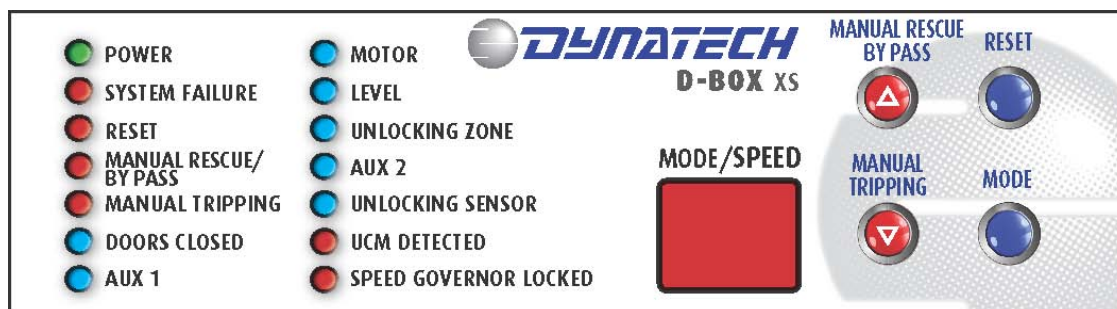 POWER
SYSTEM FAILURE
RESET
MANUAL RESCUE/
BY PASS
MANUAL TRIPPING
DOORS CLOSED
AUX 1
MOTOR
LEVEL
UNLOCKING ZONE
AUX 2
UNLOCKING SENSOR
UCM DETECTED
SPEED GOVERNOR LOCKED
DYNATECH
D-BOX XS
MODE/SPEED
MANUAL RESCUE
BY PASS
RESET
MANUAL
TRIPPING
MODE